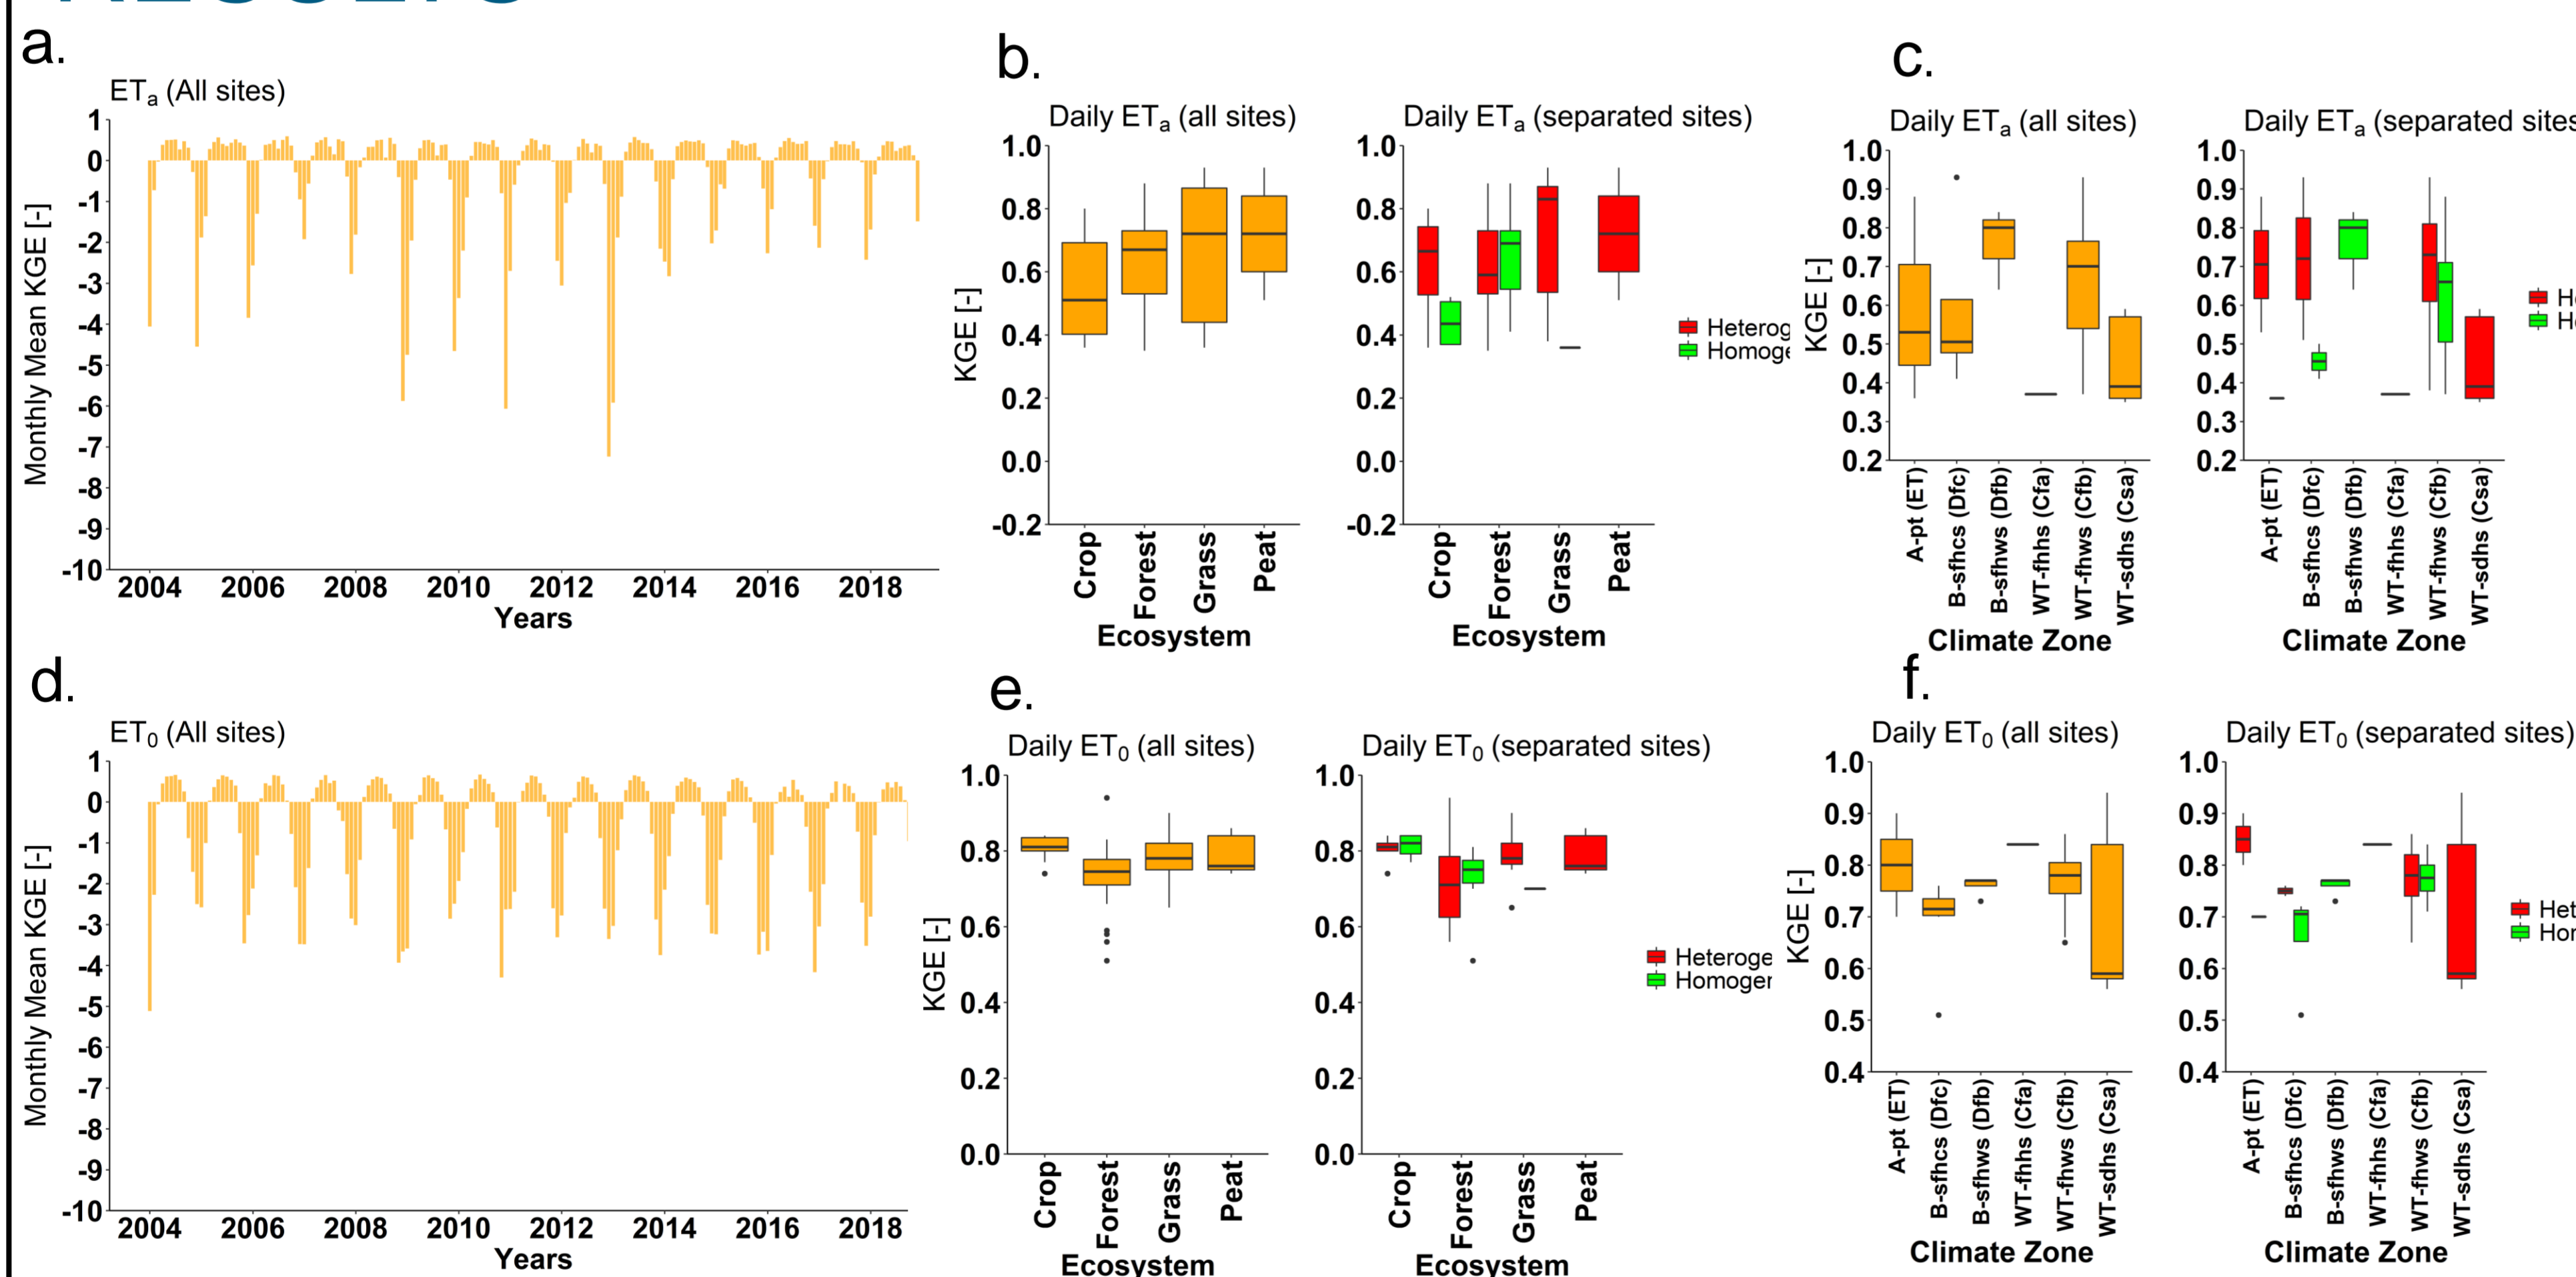 a.
ETa (All sites)
Monthly Mean KGE [-]
1
0
-1
-2
-3
-4
-5
-6
-7
-8
-9
-10
2004 2006 2008 2010 2012 2014 2016 2018
Years
b.
Daily ETa (all sites)
KGE [-]
1.0
0.8
0.6
0.4
0.2
0.0
-0.2
Crop Forest Grass Peat
Ecosystem
Daily ETa (separated sites)
1.0
0.8
0.6
0.4
0.2
0.0
-0.2
Crop Forest Grass Peat
Ecosystem
Heterog
Homoge
c.
Daily ETa (all sites)
KGE [-]
1.0
0.9
0.8
0.7
0.6
0.5
0.4
0.3
0.2
A-pt (ET)
B-sfhcs (Dfc)
B-sfhws (Dfb)
WT-fhhs (Cfa)
WT-fhws (Cfb)
WT-sdhs (Csa)
Climate Zone
Daily ETa (separated sites
1.0
0.9
0.8
0.7
0.6
0.5
0.4
0.3
0.2
A-pt (ET)
B-sfhcs (Dfc)
B-sfhws (Dfb)
WT-fhhs (Cfa)
WT-fhws (Cfb)
WT-sdhs (Csa)
Climate Zone
d.
ET0 (All sites)
Monthly Mean KGE [-]
1
0
-1
-2
-3
-4
-5
-6
-7
-8
-9
-10
2004 2006 2008 2010 2012 2014 2016 2018
Years
e.
Daily ET0 (all sites)
KGE [-]
1.0
0.8
0.6
0.4
0.2
0.0
Crop Forest Grass Peat
Ecosystem
Daily ET0 (separated sites)
1.0
0.8
0.6
0.4
0.2
0.0
Crop Forest Grass Peat
Ecosystem
Heteroge
Homoger
f.
Daily ET0 (all sites)
KGE [-]
1.0
0.9
0.8
0.7
0.6
0.5
0.4
A-pt (ET)
B-sfhcs (Dfc)
B-sfhws (Dfb)
WT-fhhs (Cfa)
WT-fhws (Cfb)
WT-sdhs (Csa)
Climate Zone
Daily ET0 (separated sites)
1.0
0.9
0.8
0.7
0.6
0.5
0.4
A-pt (ET)
B-sfhcs (Dfc)
B-sfhws (Dfb)
WT-fhhs (Cfa)
WT-fhws (Cfb)
WT-sdhs (Csa)
Climate Zone
Het
Hor